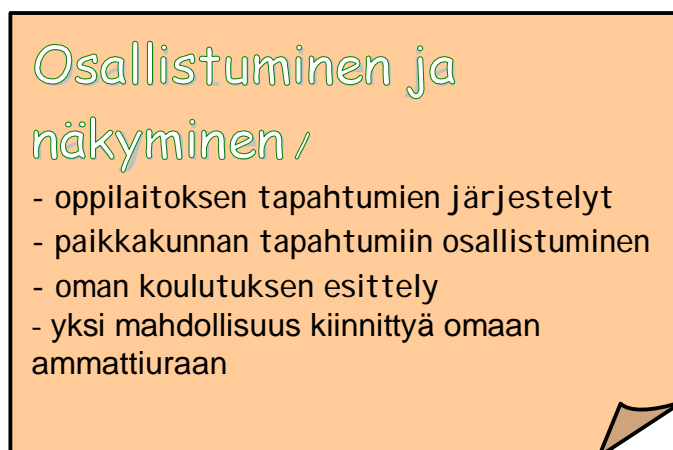 Osallistuminen ja
näkyminen /
- oppilaitoksen tapahtumien järjestelyt
- paikkakunnan tapahtumiin osallistuminen
- oman koulutuksen esittely
- yksi mahdollisuus kiinnittyä omaan
ammattiuraan